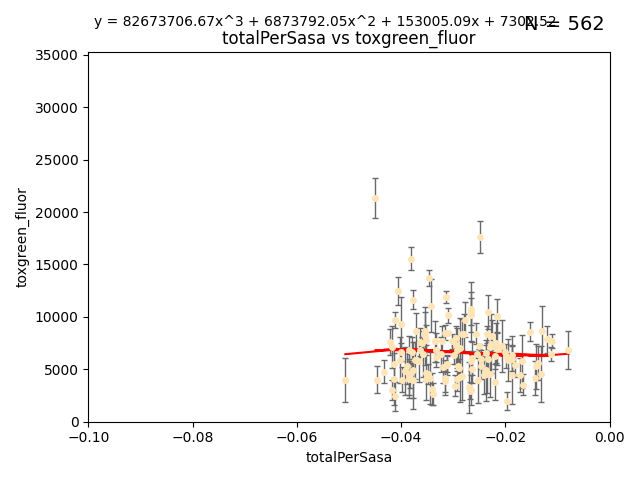 y = 82673706.67x^3 + 6873792.05x^2 + 153005.09x + 7302.52
N = 562
totalPerSasa vs toxgreen_fluor
35000
30000
25000
20000
15000
10000
5000
0
toxgreen_fluor
−0.10 −0.08 −0.06 −0.04 −0.02 0.00
totalPerSasa